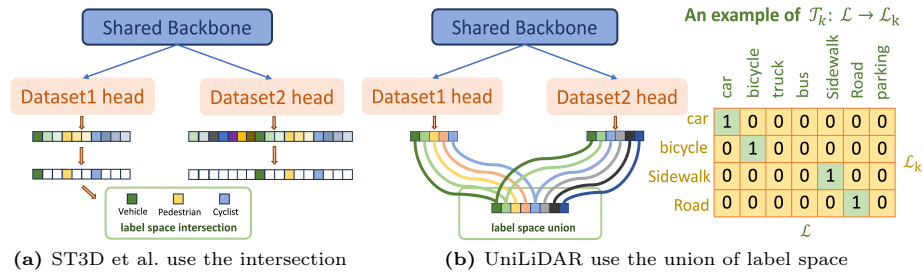 Shared Backbone
Dataset1 head
Dataset2 head
Vehicle
Pedestrian
Cyclist
label space intersection
(a) ST3D et al. use the intersection
Shared Backbone
Dataset1 head
Dataset2 head
label space union
An example of 𝒯ₖ: ℒ → ℒₖ
car
bicycle
truck
bus
Sidewalk
Road
parking
car 1 0 0 0 0 0 0
bicycle 0 1 0 0 0 0 0
Sidewalk 0 0 0 0 1 0 0
Road 0 0 0 0 0 1 0
ℒₖ
ℒ
(b) UniLiDAR use the union of label space